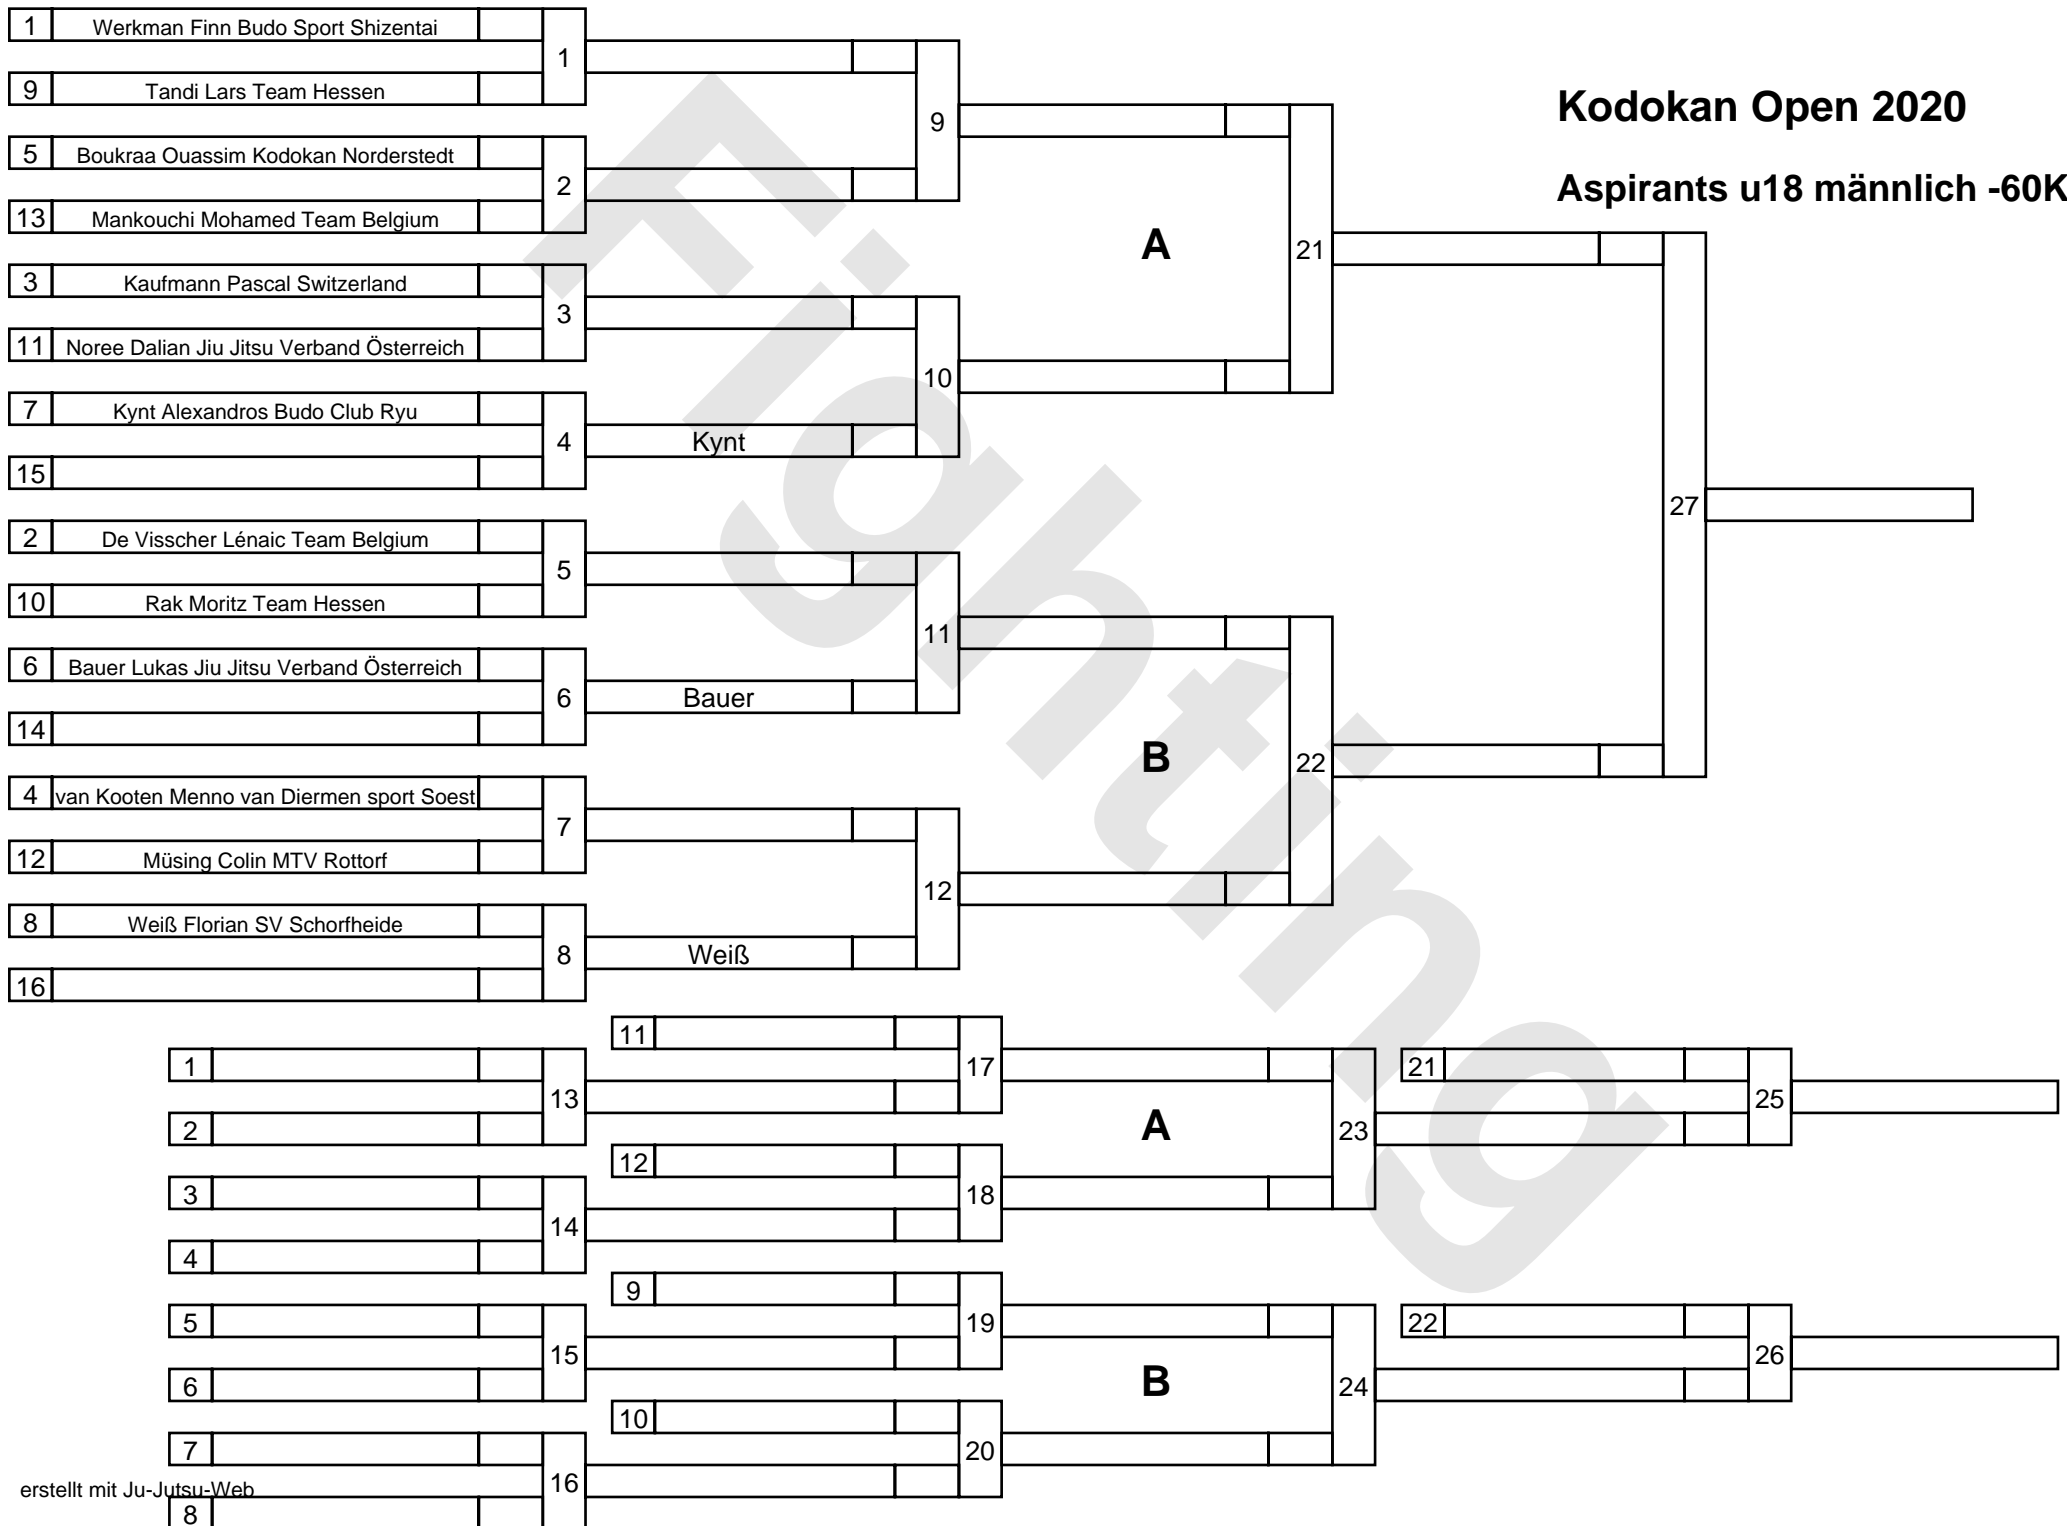 1 Werkman Finn Budo Sport Shizentai
1
9 Tandi Lars Team Hessen
9
Kodokan Open 2020
5 Boukraa Ouassim Kodokan Norderstedt
2
Aspirants u18 männlich -60K
13 Mankouchi Mohamed Team Belgium
A
21
3 Kaufmann Pascal Switzerland
3
11 Noree Dalian Jiu Jitsu Verband Österreich
10
7 Kynt Alexandros Budo Club Ryu
4 Kynt
15
27
2 De Visscher Lénaic Team Belgium
5
10 Rak Moritz Team Hessen
11
6 Bauer Lukas Jiu Jitsu Verband Österreich
6 Bauer
14
B
22
4 van Kooten Menno van Diermen sport Soest
7
12 Müsing Colin MTV Rottorf
12
8 Weiß Florian SV Schorfheide
8 Weiß
16
11
1
17
21
13
25
2
A
23
12
3
18
14
4
9
5
19
22
15
26
6
B
24
10
7
20
16
erstellt mit Ju-Jutsu-Web
8
Fighting